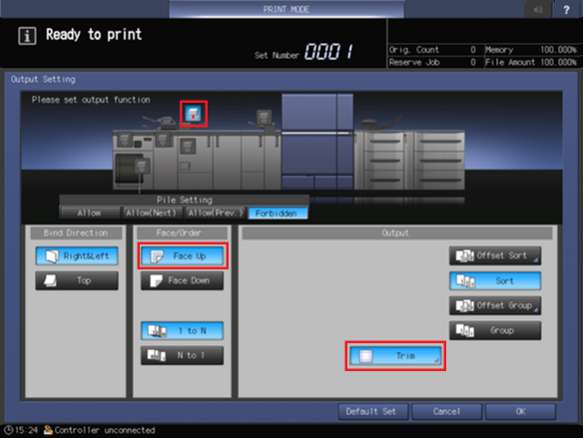 PRINT MODE
?
i Ready to print
Set Number 0001
Orig. Count 0 Memory 100.000%
Reserve Job 0 File Amount 100.000%
Output Setting
Please set output function
Pile Setting
Allow Allow(Next) Allow(Prev.) Forbidden
Bind Direction Face/Order Output
Right&Left Face Up Offset Sort
Top Face Down Sort
Offset Group
1 to N Group
N to 1 Trim
Default Set Cancel OK
15:24 Controller unconnected